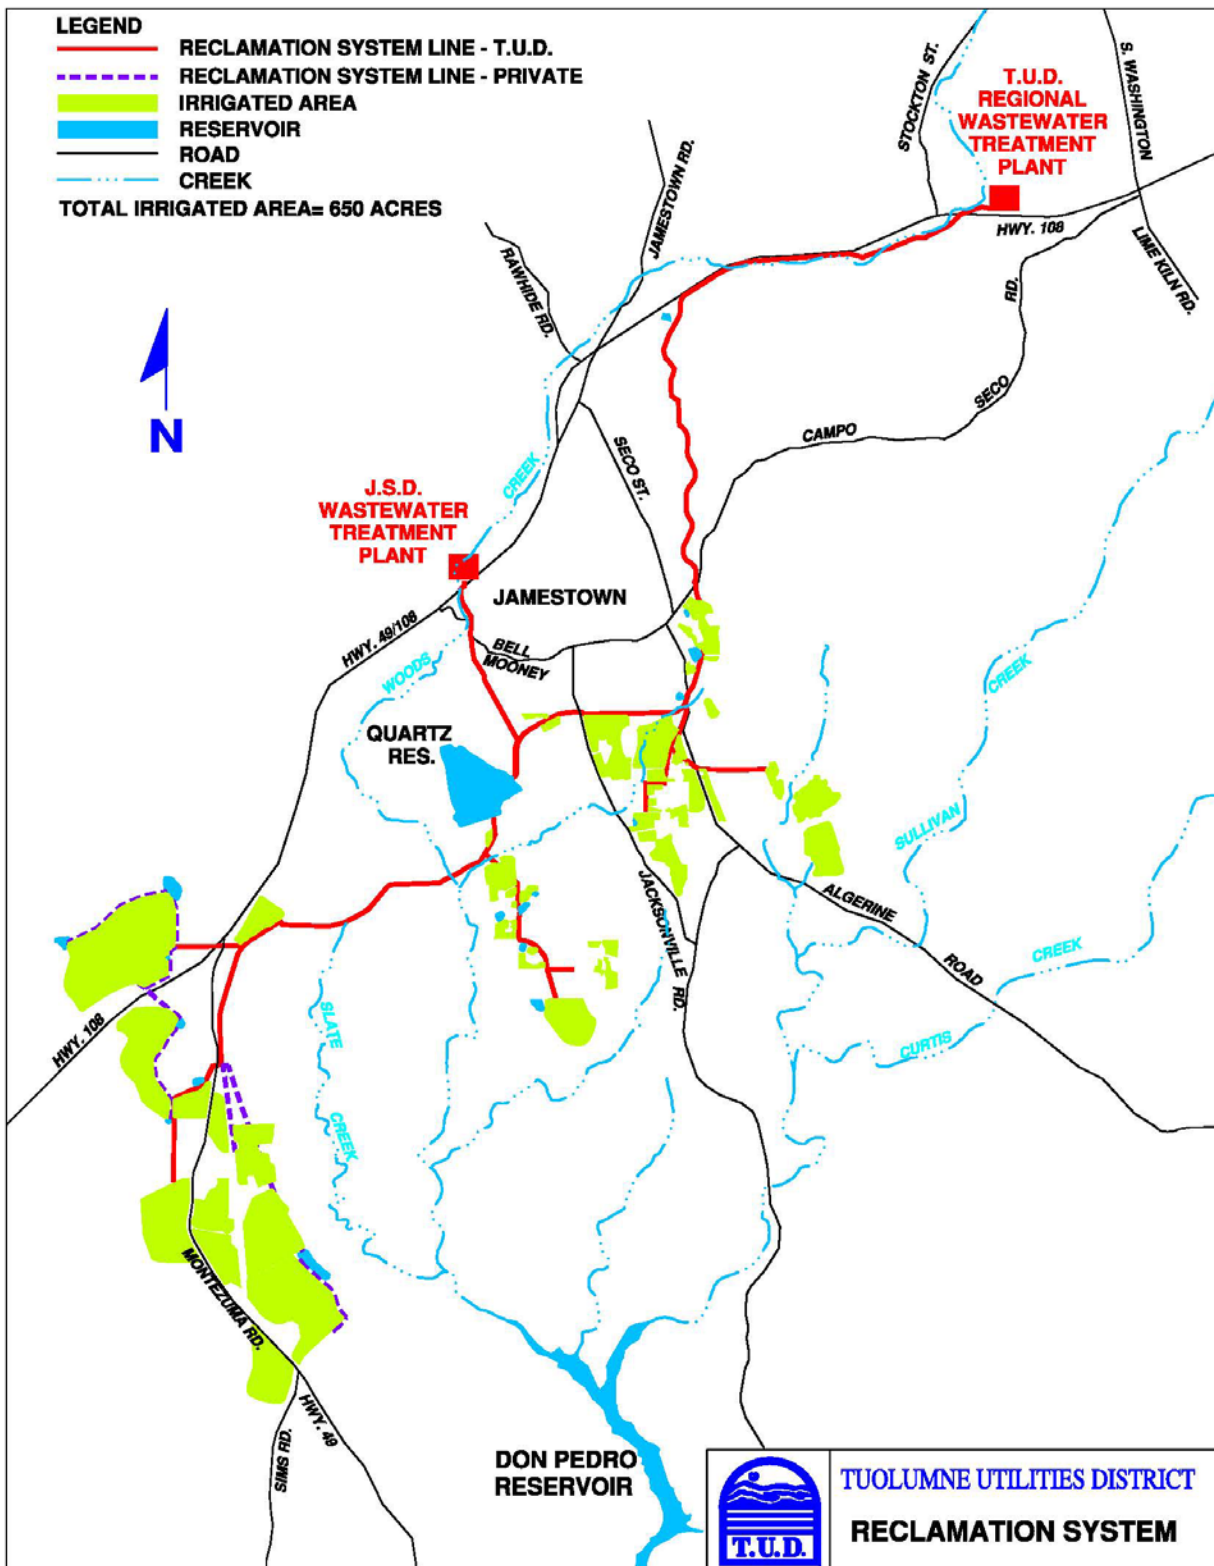 LEGEND
RECLAMATION SYSTEM LINE - T.U.D.
RECLAMATION SYSTEM LINE - PRIVATE
IRRIGATED AREA
RESERVOIR
ROAD
CREEK
TOTAL IRRIGATED AREA= 650 ACRES
STOCKTON ST.
T.U.D.
REGIONAL
WASTEWATER
TREATMENT
PLANT
S. WASHINGTON
JAMESTOWN RD.
RAWHIDE RD.
HWY. 108
LIME KILN RD.
RD.
SECO
CAMPO
N
SECO ST.
CREEK
J.S.D.
WASTEWATER
TREATMENT
PLANT
JAMESTOWN
HWY. 49/108
BELL
MOONEY
WOODS
CREEK
QUARTZ
RES.
SULLIVAN
JACKSONVILLE RD.
ALGERINE
ROAD
CREEK
CURTIS
SLATE
CREEK
HWY. 108
MONTEZUMA RD.
HWY. 49
SIMS RD.
DON PEDRO
RESERVOIR
T.U.D.
TUOLUMNE UTILITIES DISTRICT
RECLAMATION SYSTEM